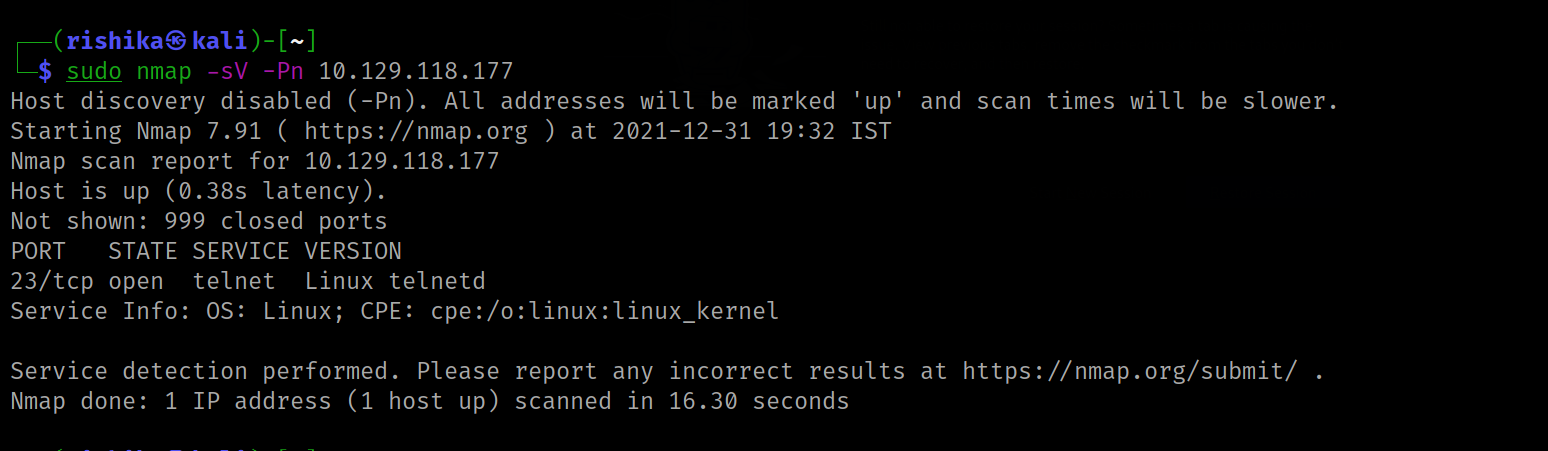 ┌──(rishika㉿kali)-[~]
└─$ sudo nmap -sV -Pn 10.129.118.177
Host discovery disabled (-Pn). All addresses will be marked 'up' and scan times will be slower.
Starting Nmap 7.91 ( https://nmap.org ) at 2021-12-31 19:32 IST
Nmap scan report for 10.129.118.177
Host is up (0.38s latency).
Not shown: 999 closed ports
PORT   STATE SERVICE VERSION
23/tcp open  telnet  Linux telnetd
Service Info: OS: Linux; CPE: cpe:/o:linux:linux_kernel

Service detection performed. Please report any incorrect results at https://nmap.org/submit/ .
Nmap done: 1 IP address (1 host up) scanned in 16.30 seconds